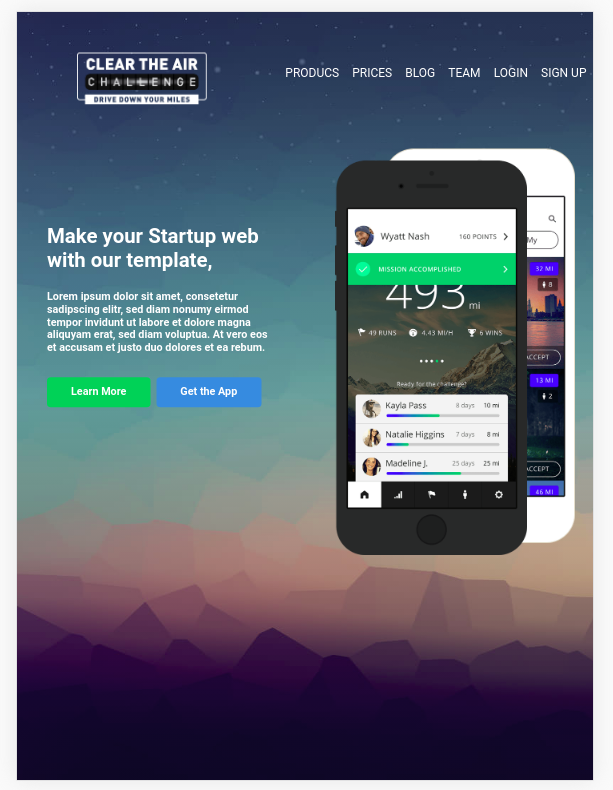 CLEAR THE AIR
CHALLENGE
DRIVE DOWN YOUR MILES
PRODUCS PRICES BLOG TEAM LOGIN SIGN UP
Make your Startup web
with our template,
Lorem ipsum dolor sit amet, consetetur
sadipscing elitr, sed diam nonumy eirmod
tempor invidunt ut labore et dolore magna
aliquyam erat, sed diam voluptua. At vero eos
et accusam et justo duo dolores et ea rebum.
Learn More Get the App
Wyatt Nash 160 POINTS
MISSION ACCOMPLISHED
493 mi
49 RUNS 4.43 MI/H 6 WINS
Ready for the challenge?
Kayla Pass 8 days 10 mi
Natalie Higgins 7 days 8 mi
Madeline J. 25 days 25 mi
My
32 MI
8
ACCEPT
13 MI
2
ACCEPT
46 MI